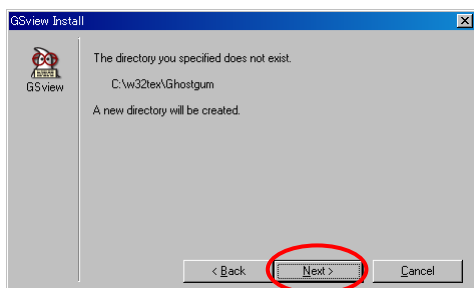 GSview Install
The directory you specified does not exist.
GSview
C:\w32tex\Ghostgum
A new directory will be created.
< Back
Next >
Cancel